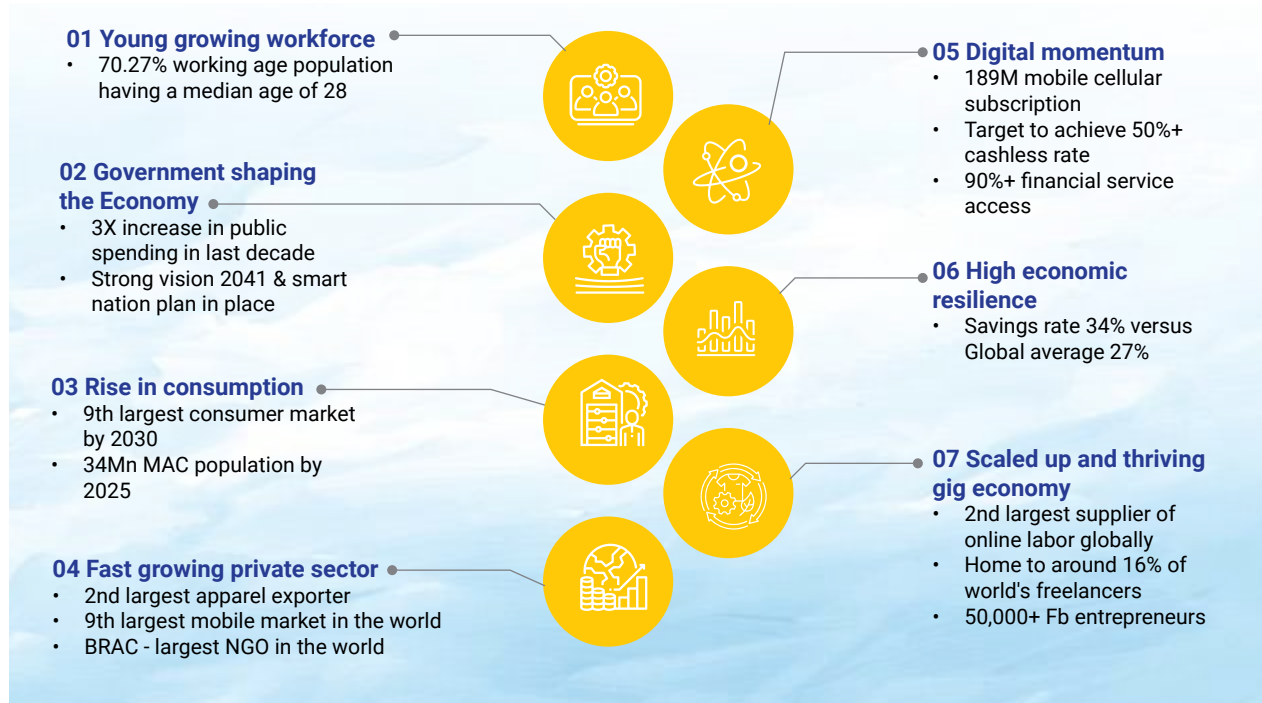 01 Young growing workforce
• 70.27% working age population
having a median age of 28
02 Government shaping
the Economy
• 3X increase in public
spending in last decade
• Strong vision 2041 & smart
nation plan in place
03 Rise in consumption
• 9th largest consumer market
by 2030
• 34Mn MAC population by
2025
04 Fast growing private sector
• 2nd largest apparel exporter
• 9th largest mobile market in the world
• BRAC - largest NGO in the world
05 Digital momentum
• 189M mobile cellular
subscription
• Target to achieve 50%+
cashless rate
• 90%+ financial service
access
06 High economic
resilience
• Savings rate 34% versus
Global average 27%
07 Scaled up and thriving
gig economy
• 2nd largest supplier of
online labor globally
• Home to around 16% of
world's freelancers
• 50,000+ Fb entrepreneurs